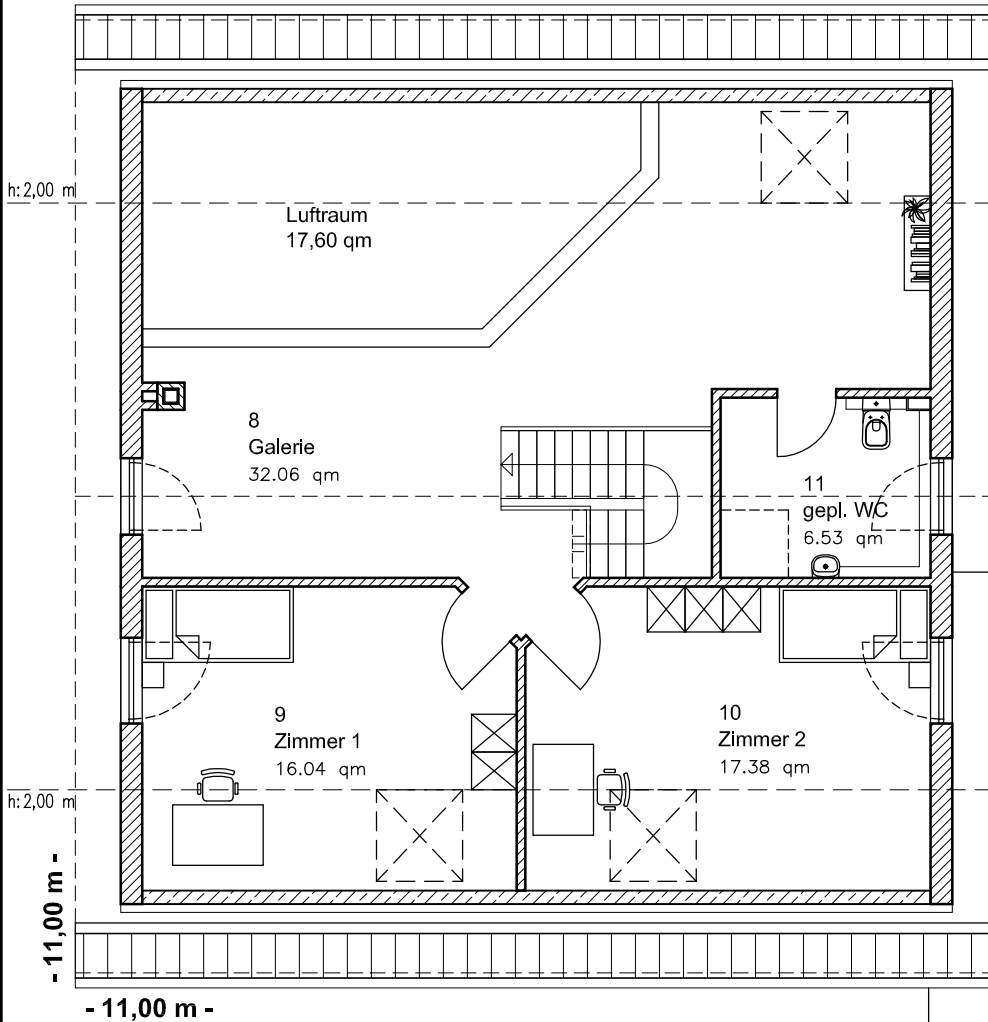 h:2,00 m
Luftraum
17,60 qm
8
Galerie
32.06 qm
11
gepl. WC
6.53 qm
9
Zimmer 1
16.04 qm
10
Zimmer 2
17.38 qm
h:2,00 m
- 11,00 m -
- 11,00 m -